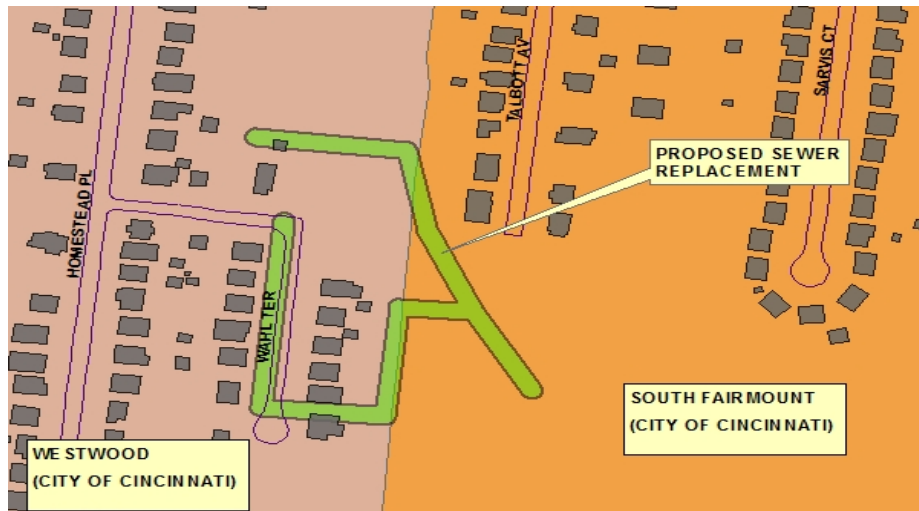 TALBOTT AV
SARVIS CT
PROPOSED SEWER
REPLACEMENT
HOMESTEAD PL
WAHL TER
SOUTH FAIRMOUNT
(CITY OF CINCINNATI)
WESTWOOD
(CITY OF CINCINNATI)